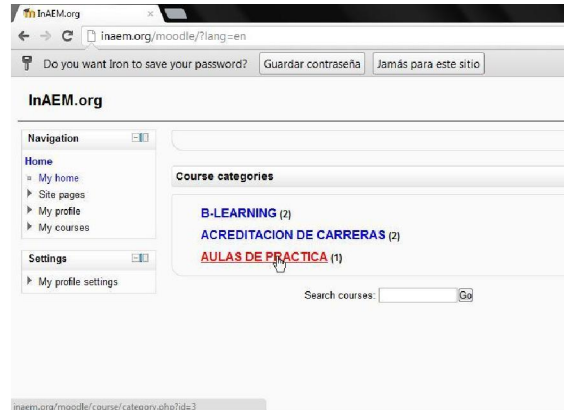 InAEM.org
inaem.org/moodle/?lang=en
Do you want Iron to save your password? Guardar contraseña Jamás para este sitio
InAEM.org
Navigation
Home
My home
Site pages
My profile
My courses
Settings
My profile settings
Course categories
B-LEARNING (2)
ACREDITACION DE CARRERAS (2)
AULAS DE PRACTICA (1)
Search courses: Go
inaem.org/moodle/course/category.php?id=3